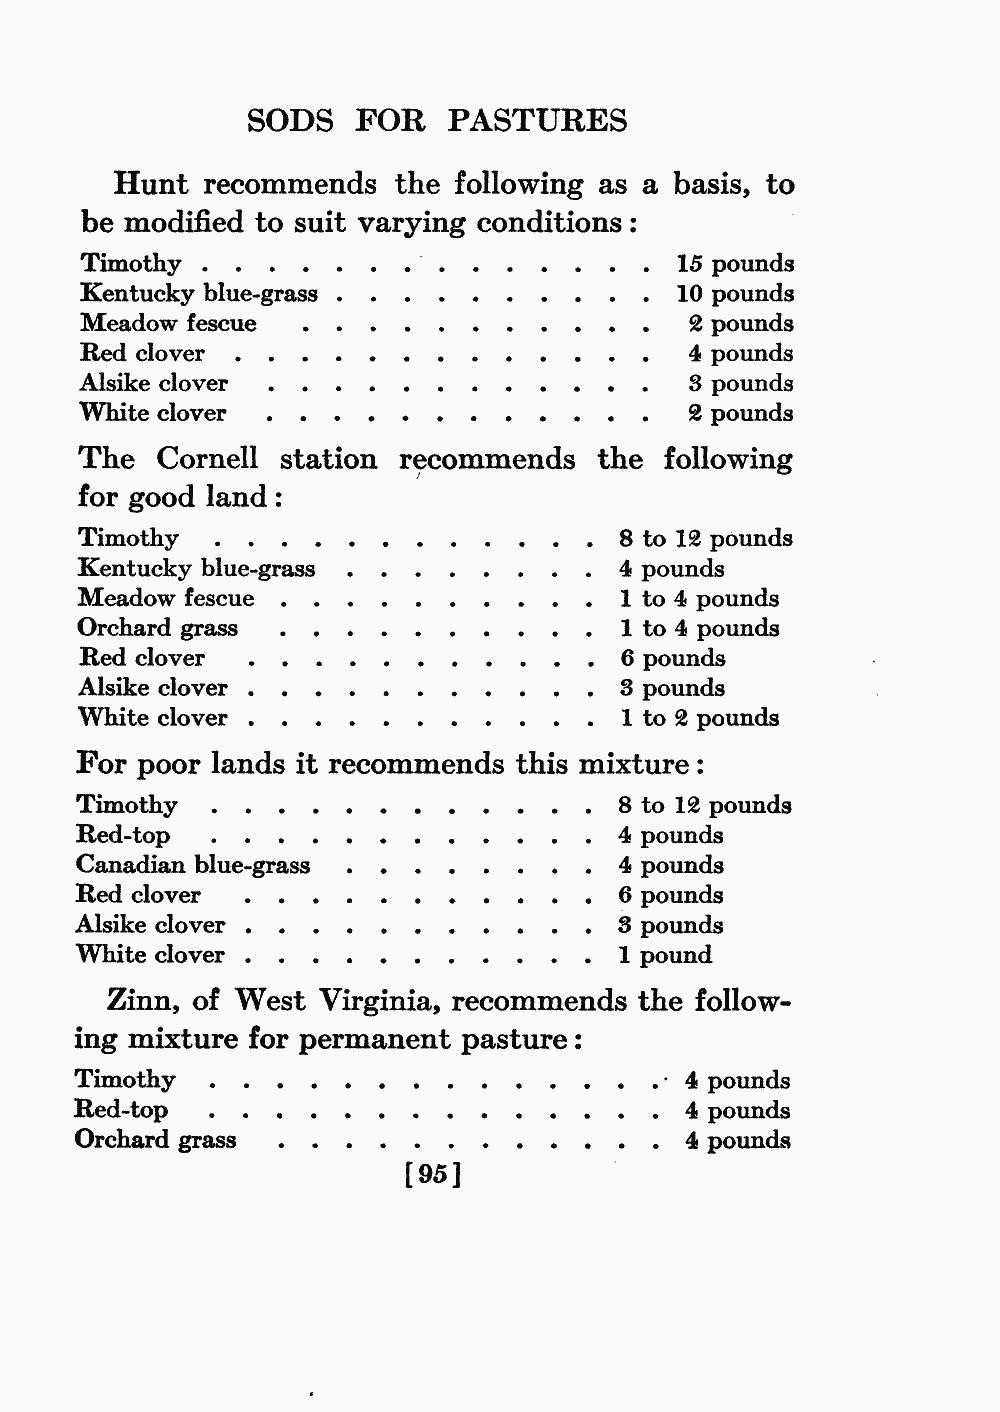 SODS FOR PASTURES
Hunt recommends the following as a basis, to
be modified to suit varying conditions:
Timothy . . . . . . . . . . . . . . 15 pounds
Kentucky blue-grass . . . . . . . . . . 10 pounds
Meadow fescue . . . . . . . . . . . 2 pounds
Red clover . . . . . . . . . . . . . 4 pounds
Alsike clover . . . . . . . . . . . . 3 pounds
White clover . . . . . . . . . . . . 2 pounds
The Cornell station recommends the following
for good land:
Timothy . . . . . . . . . . . . 8 to 12 pounds
Kentucky blue-grass . . . . . . . . 4 pounds
Meadow fescue . . . . . . . . . . 1 to 4 pounds
Orchard grass . . . . . . . . . . 1 to 4 pounds
Red clover . . . . . . . . . . . 6 pounds
Alsike clover . . . . . . . . . . . 3 pounds
White clover . . . . . . . . . . . 1 to 2 pounds
For poor lands it recommends this mixture:
Timothy . . . . . . . . . . . . 8 to 12 pounds
Red-top . . . . . . . . . . . . 4 pounds
Canadian blue-grass . . . . . . . . 4 pounds
Red clover . . . . . . . . . . . 6 pounds
Alsike clover . . . . . . . . . . . 3 pounds
White clover . . . . . . . . . . . 1 pound
Zinn, of West Virginia, recommends the follow-
ing mixture for permanent pasture:
Timothy . . . . . . . . . . . . . . 4 pounds
Red-top . . . . . . . . . . . . . . 4 pounds
Orchard grass . . . . . . . . . . . . 4 pounds
[95]